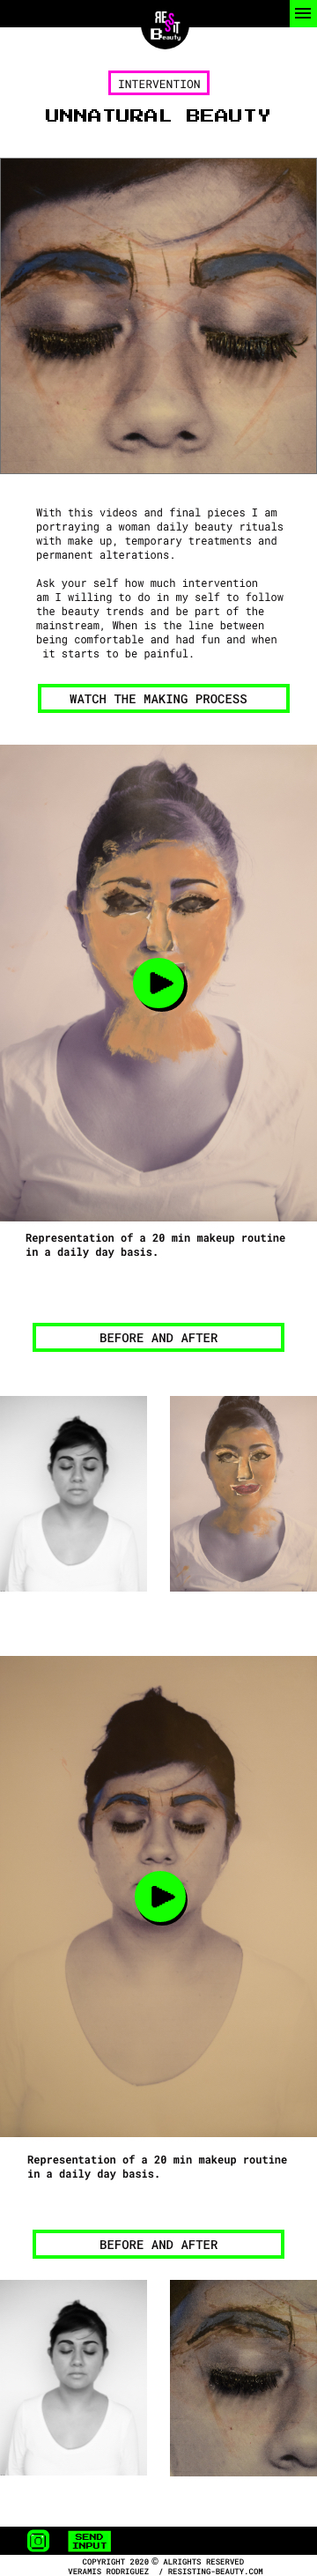 RESIST
Beauty
INTERVENTION
UNNATURAL BEAUTY
With this videos and final pieces I am
portraying a woman daily beauty rituals
with make up, temporary treatments and
permanent alterations.
Ask your self how much intervention
am I willing to do in my self to follow
the beauty trends and be part of the
mainstream, When is the line between
being comfortable and had fun and when
it starts to be painful.
WATCH THE MAKING PROCESS
Representation of a 20 min makeup routine
in a daily day basis.
BEFORE AND AFTER
Representation of a 20 min makeup routine
in a daily day basis.
BEFORE AND AFTER
SEND
INPUT
COPYRIGHT 2020 © ALRIGHTS RESERVED
VERAMIS RODRIGUEZ / RESISTING-BEAUTY.COM